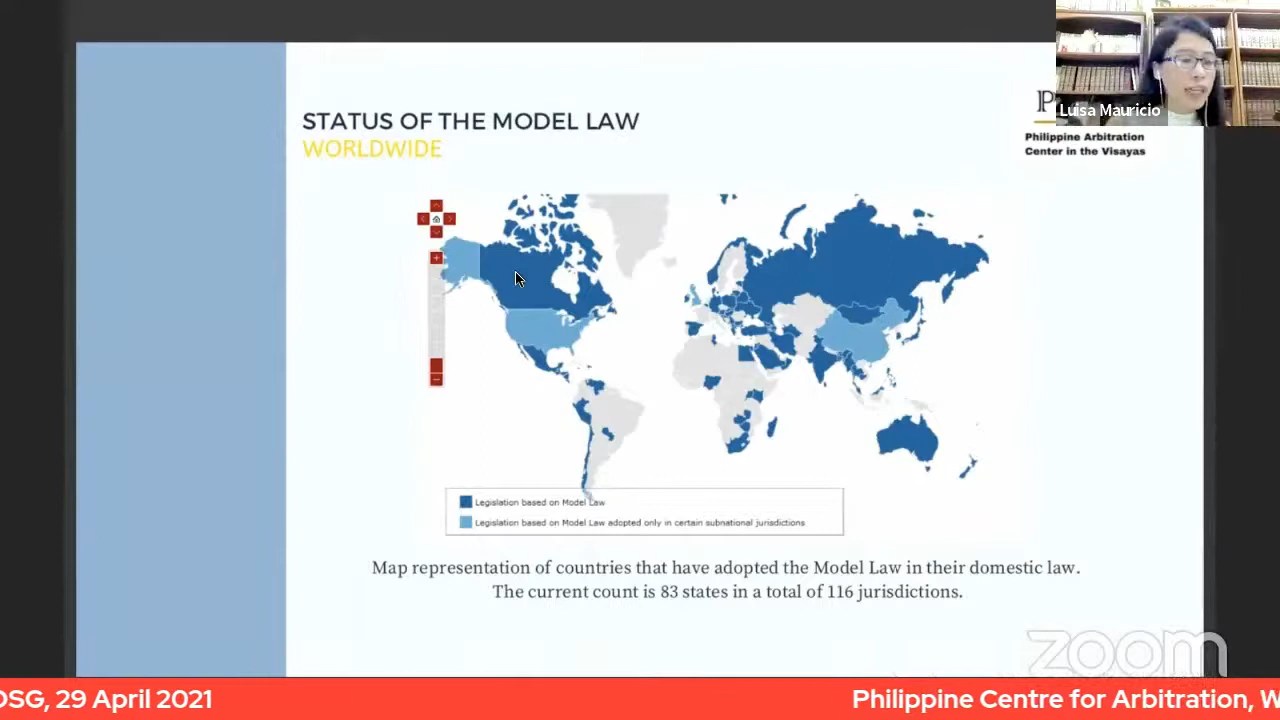 STATUS OF THE MODEL LAW
WORLDWIDE
Luisa Mauricio
Philippine Arbitration
Center in the Visayas
Legislation based on Model Law
Legislation based on Model Law adopted only in certain subnational jurisdictions
Map representation of countries that have adopted the Model Law in their domestic law.
The current count is 83 states in a total of 116 jurisdictions.
zoom
OSG, 29 April 2021
Philippine Centre for Arbitration, W